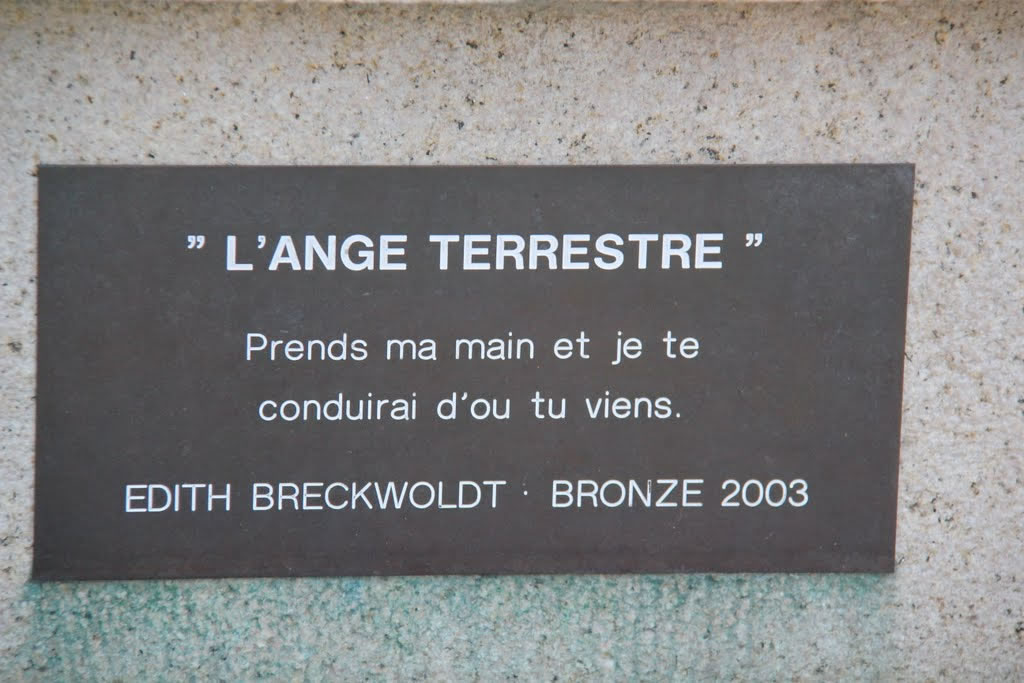 ” L’ANGE TERRESTRE ”
Prends ma main et je te
conduirai d’ou tu viens.
EDITH BRECKWOLDT · BRONZE 2003